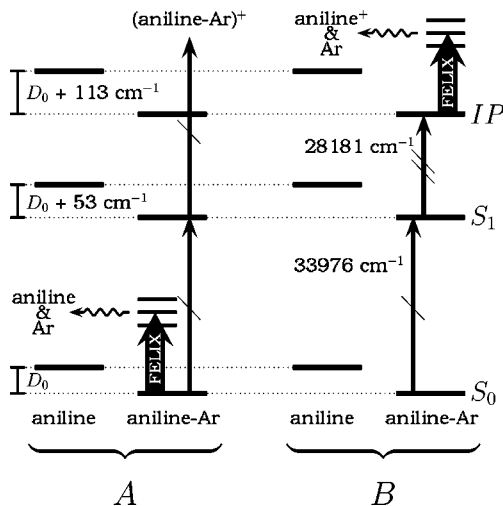 (aniline-Ar)⁺
aniline⁺
&
Ar
FELIX
D₀ + 113 cm⁻¹
IP
28181 cm⁻¹
D₀ + 53 cm⁻¹
S₁
33976 cm⁻¹
aniline
&
Ar
FELIX
D₀
S₀
aniline aniline-Ar aniline aniline-Ar
A B